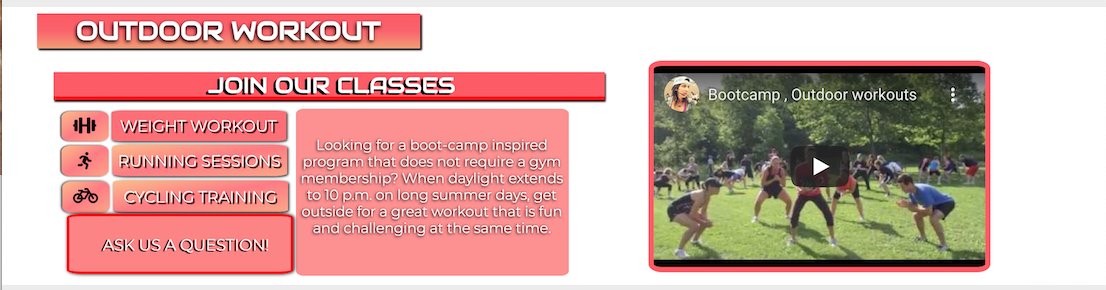 OUTDOOR WORKOUT
JOIN OUR CLASSES
WEIGHT WORKOUT
RUNNING SESSIONS
CYCLING TRAINING
ASK US A QUESTION!
Looking for a boot-camp inspired
program that does not require a gym
membership? When daylight extends
to 10 p.m. on long summer days, get
outside for a great workout that is fun
and challenging at the same time.
Bootcamp , Outdoor workouts